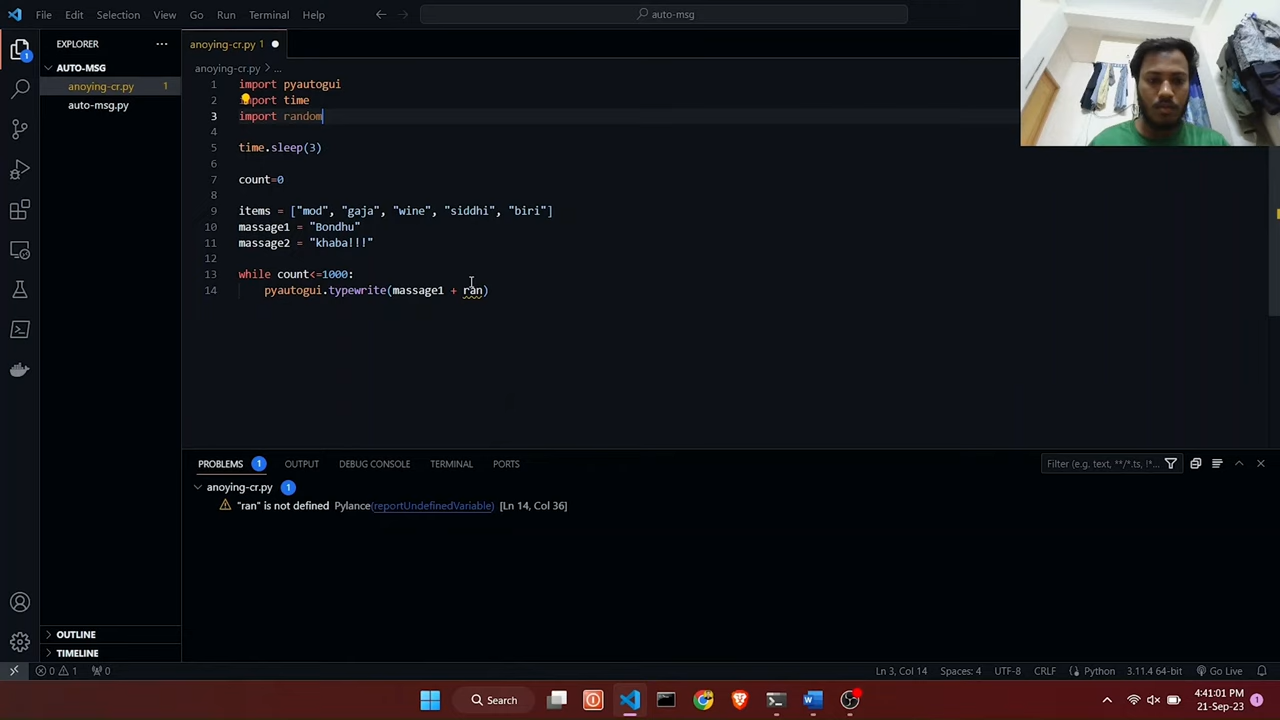 File Edit Selection View Go Run Terminal Help
auto-msg
EXPLORER
AUTO-MSG
anoying-cr.py 1
auto-msg.py
OUTLINE
TIMELINE
anoying-cr.py 1
anoying-cr.py > ...
1 import pyautogui
2 import time
3 import random
4
5 time.sleep(3)
6
7 count=0
8
9 items = ["mod", "gaja", "wine", "siddhi", "biri"]
10 massage1 = "Bondhu"
11 massage2 = "khaba!!!"
12
13 while count<=1000:
14 pyautogui.typewrite(massage1 + ran)
PROBLEMS 1 OUTPUT DEBUG CONSOLE TERMINAL PORTS
Filter (e.g. text, **/*.ts, !*...
anoying-cr.py 1
"ran" is not defined Pylance(reportUndefinedVariable) [Ln 14, Col 36]
0 1 0 Ln 3, Col 14 Spaces: 4 UTF-8 CRLF Python 3.11.4 64-bit Go Live
Search
4:41:01 PM
21-Sep-23 1